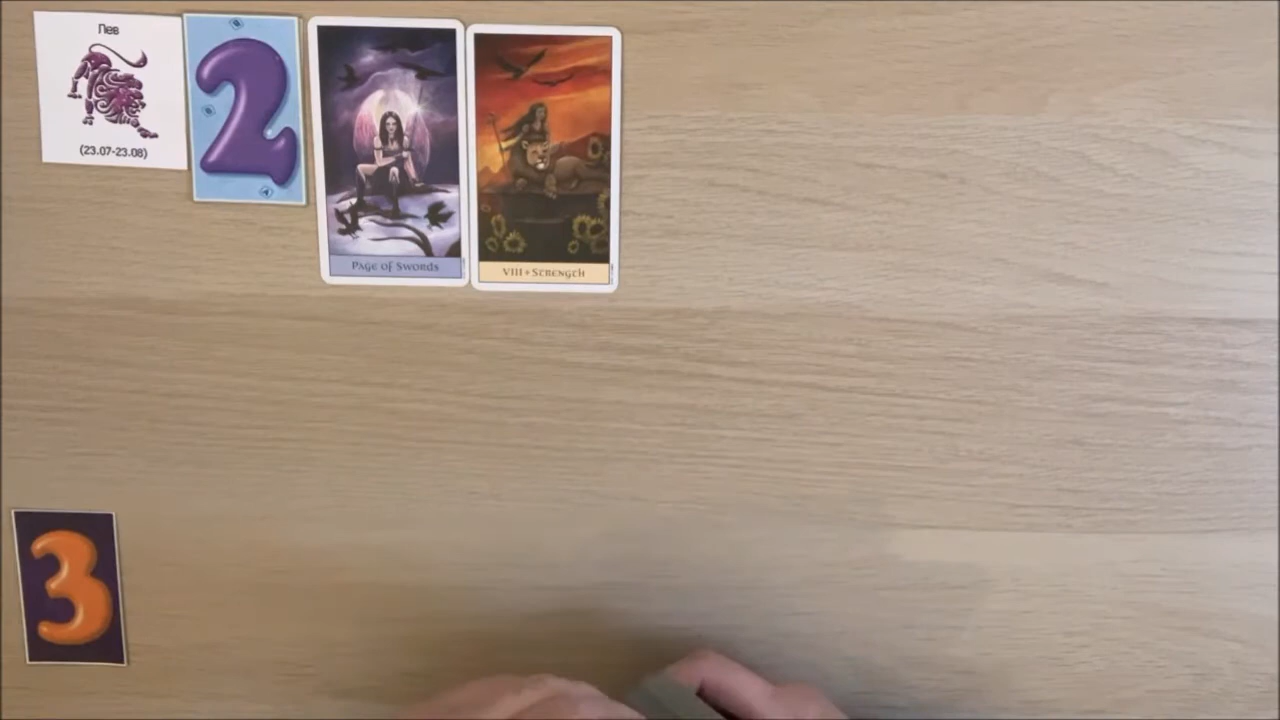 Лев
(23.07-23.08)
2
Page of Swords
VIII • Strength
3